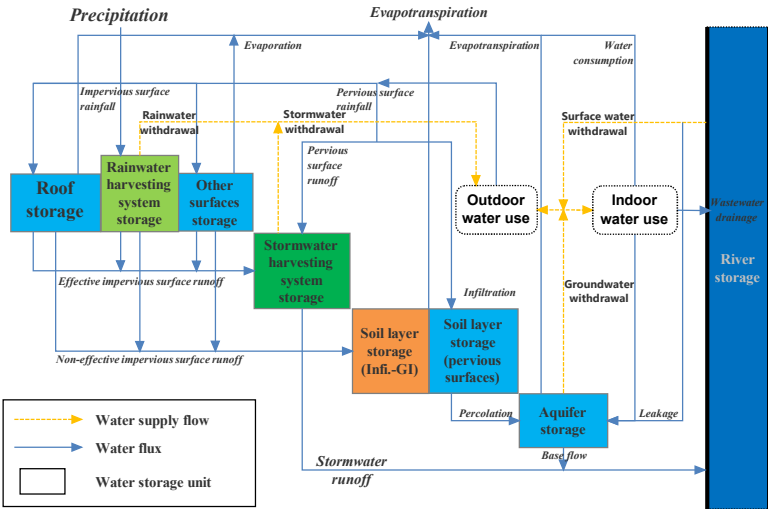 Precipitation
Evapotranspiration
Evaporation
Evapotranspiration
Water
consumption
Impervious surface
rainfall
Pervious surface
rainfall
Rainwater
withdrawal
Stormwater
withdrawal
Surface water
withdrawal
Pervious
surface
runoff
Roof
storage
Rainwater
harvesting
system
storage
Other
surfaces
storage
Outdoor
water use
Indoor
water use
Wastewater
drainage
River
storage
Stormwater
harvesting
system
storage
Effective impervious surface runoff
Groundwater
withdrawal
Infiltration
Soil layer
storage
(Infi.-GI)
Soil layer
storage
(pervious
surfaces)
Non-effective impervious surface runoff
Percolation
Aquifer
storage
Leakage
Base flow
Stormwater
runoff
Water supply flow
Water flux
Water storage unit